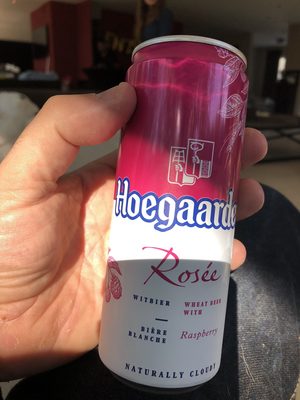 Hoegaarde
Rosée
WITBIER
—
BIÈRE
BLANCHE
WHEAT BEER
WITH
Raspberry
NATURALLY CLOUDY